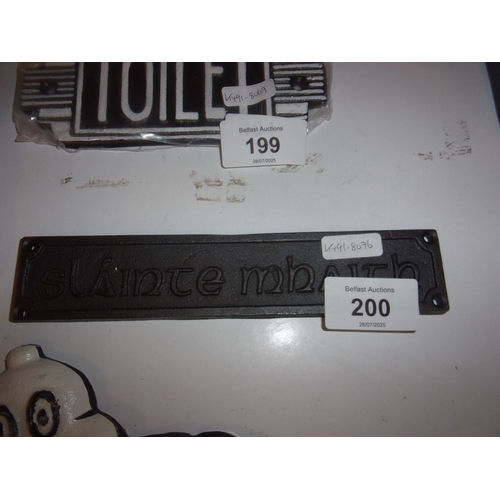 TOILET
K491-8069
Belfast Auctions
199
28/07/2025
K491-8076
sláinte mhaith
Belfast Auctions
200
28/07/2025